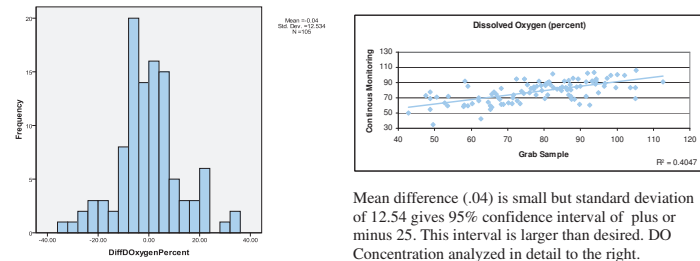 Mean =-0.04
Std. Dev. =12.534
N =105
Frequency
20
15
10
5
0
-40.00 -20.00 0.00 20.00 40.00
DiffDOxygenPercent
Dissolved Oxygen (percent)
Continous Monitoring
130
110
90
70
50
30
40 50 60 70 80 90 100 110 120
Grab Sample
R² = 0.4047
Mean difference (.04) is small but standard deviation
of 12.54 gives 95% confidence interval of plus or
minus 25. This interval is larger than desired. DO
Concentration analyzed in detail to the right.